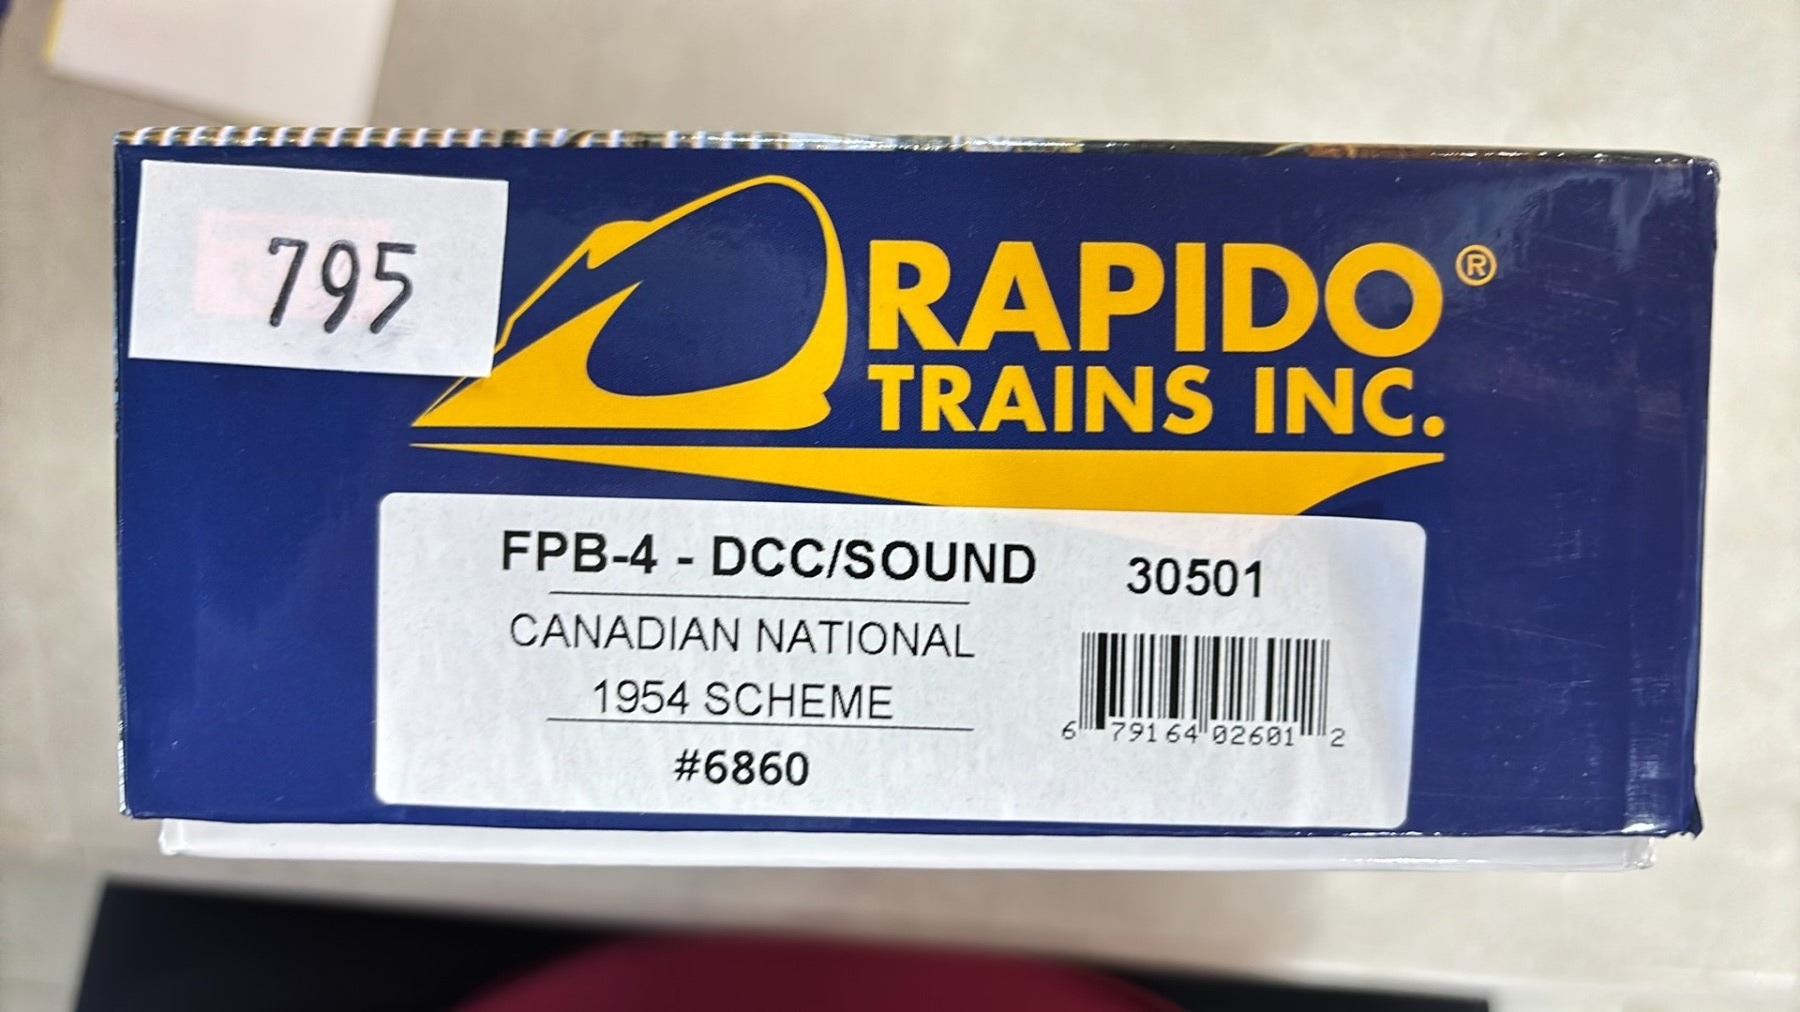 795
RAPIDO®
TRAINS INC.
FPB-4 - DCC/SOUND 30501
CANADIAN NATIONAL
1954 SCHEME
#6860
6 79164 02601 2